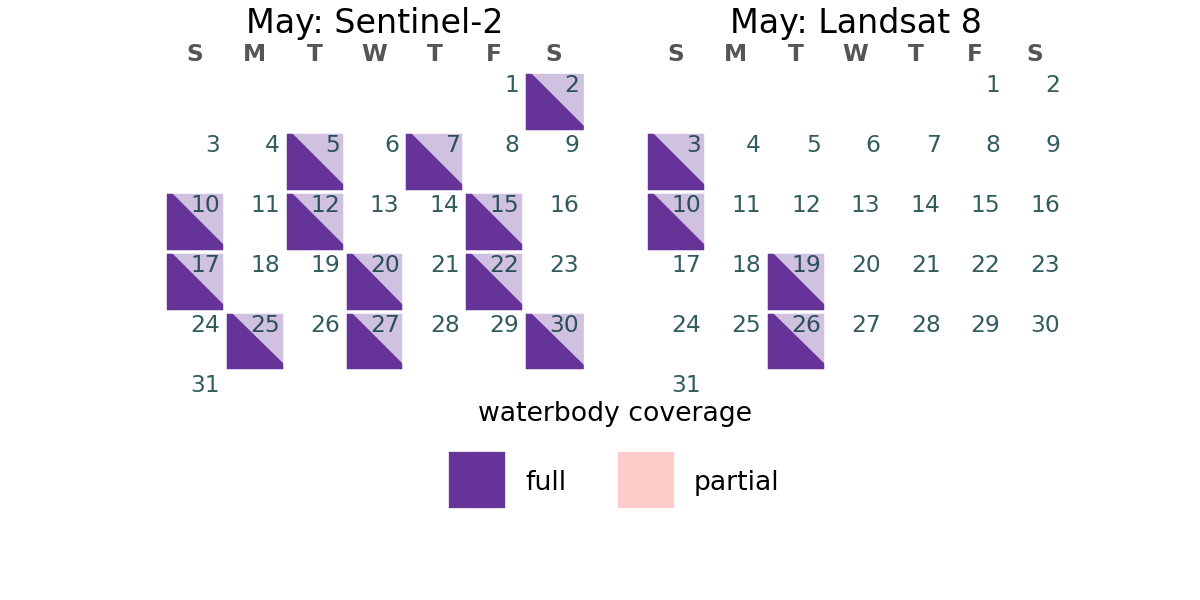 May: Sentinel-2
S M T W T F S
1 2
3 4 5 6 7 8 9
10 11 12 13 14 15 16
17 18 19 20 21 22 23
24 25 26 27 28 29 30
31
May: Landsat 8
S M T W T F S
1 2
3 4 5 6 7 8 9
10 11 12 13 14 15 16
17 18 19 20 21 22 23
24 25 26 27 28 29 30
31
waterbody coverage
full
partial